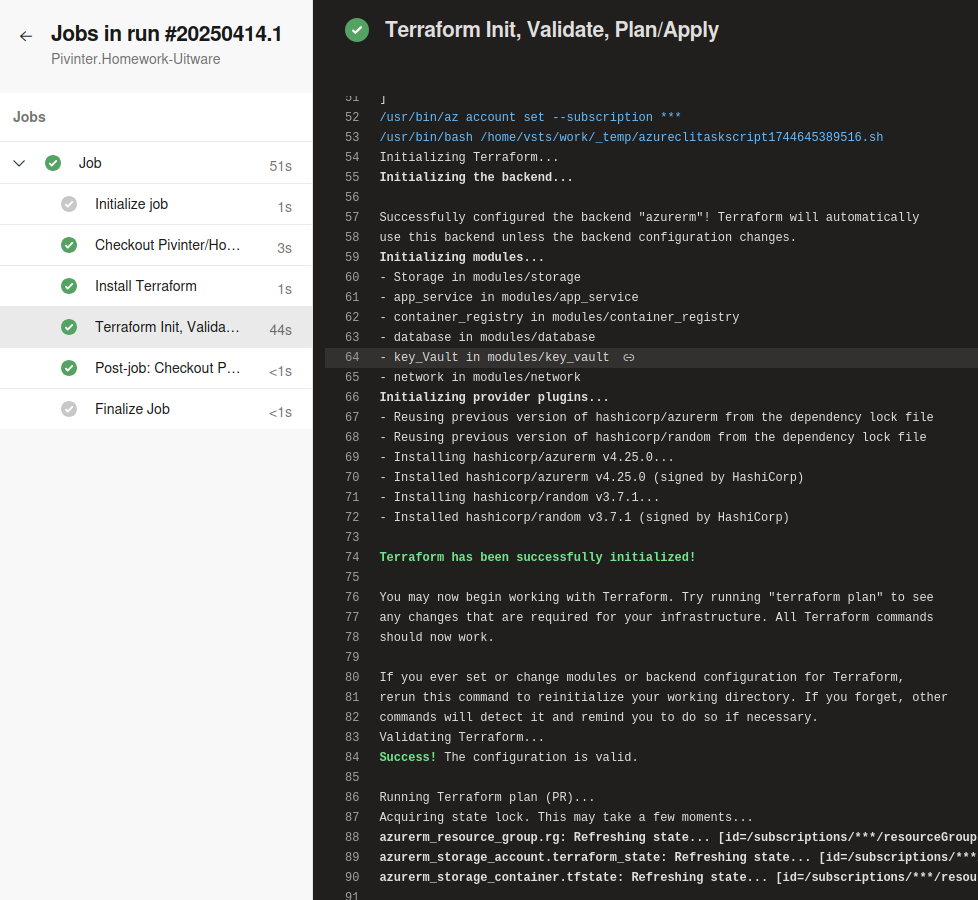 Jobs in run #20250414.1
Pivinter.Homework-Uitware
Jobs
Job 51s
Initialize job 1s
Checkout Pivinter/Ho... 3s
Install Terraform 1s
Terraform Init, Valida... 44s
Post-job: Checkout P... <1s
Finalize Job <1s
Terraform Init, Validate, Plan/Apply
51 ]
52 /usr/bin/az account set --subscription ***
53 /usr/bin/bash /home/vsts/work/_temp/azureclitaskscript1744645389516.sh
54 Initializing Terraform...
55 Initializing the backend...
56
57 Successfully configured the backend "azurerm"! Terraform will automatically
58 use this backend unless the backend configuration changes.
59 Initializing modules...
60 - Storage in modules/storage
61 - app_service in modules/app_service
62 - container_registry in modules/container_registry
63 - database in modules/database
64 - key_Vault in modules/key_vault
65 - network in modules/network
66 Initializing provider plugins...
67 - Reusing previous version of hashicorp/azurerm from the dependency lock file
68 - Reusing previous version of hashicorp/random from the dependency lock file
69 - Installing hashicorp/azurerm v4.25.0...
70 - Installed hashicorp/azurerm v4.25.0 (signed by HashiCorp)
71 - Installing hashicorp/random v3.7.1...
72 - Installed hashicorp/random v3.7.1 (signed by HashiCorp)
73
74 Terraform has been successfully initialized!
75
76 You may now begin working with Terraform. Try running "terraform plan" to see
77 any changes that are required for your infrastructure. All Terraform commands
78 should now work.
79
80 If you ever set or change modules or backend configuration for Terraform,
81 rerun this command to reinitialize your working directory. If you forget, other
82 commands will detect it and remind you to do so if necessary.
83 Validating Terraform...
84 Success! The configuration is valid.
85
86 Running Terraform plan (PR)...
87 Acquiring state lock. This may take a few moments...
88 azurerm_resource_group.rg: Refreshing state... [id=/subscriptions/***/resourceGroup
89 azurerm_storage_account.terraform_state: Refreshing state... [id=/subscriptions/***
90 azurerm_storage_container.tfstate: Refreshing state... [id=/subscriptions/***/resou
91